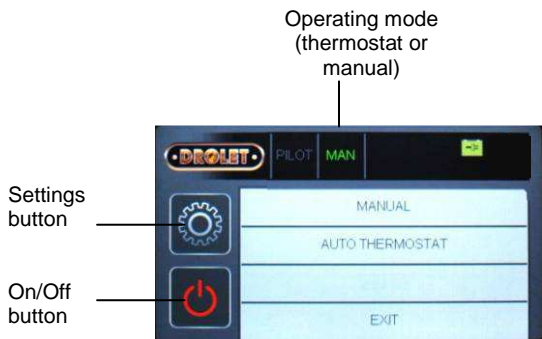 Operating mode
(thermostat or
manual)
DROLET
PILOT MAN
Settings
button
MANUAL
AUTO THERMOSTAT
On/Off
button
EXIT